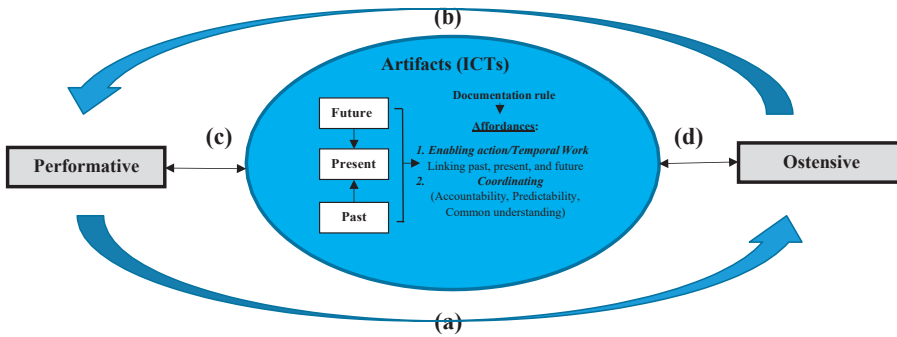 (b)
Artifacts (ICTs)
Documentation rule
Future
Affordances:
(c)
(d)
1. Enabling action/Temporal Work
Performative
Present
Linking past, present, and future
Ostensive
2. Coordinating
(Accountability, Predictability,
Past
Common understanding)
(a)